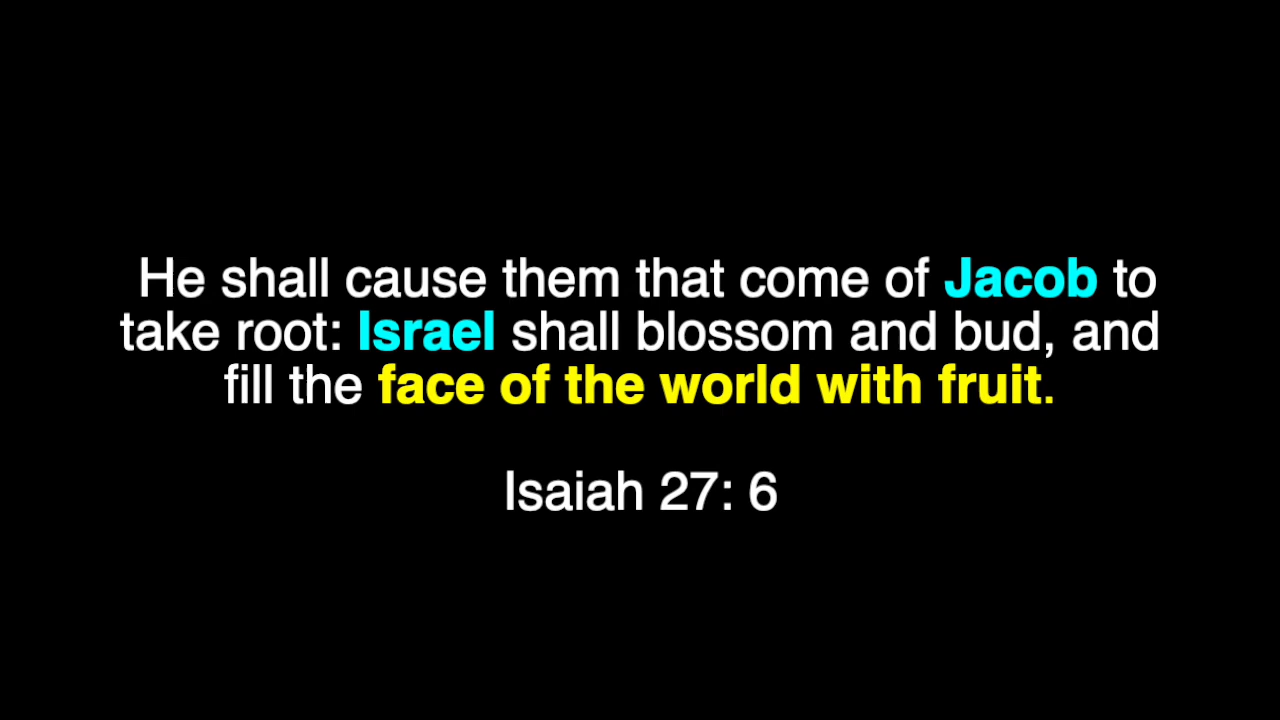 He shall cause them that come of Jacob to
take root: Israel shall blossom and bud, and
fill the face of the world with fruit.
Isaiah 27: 6